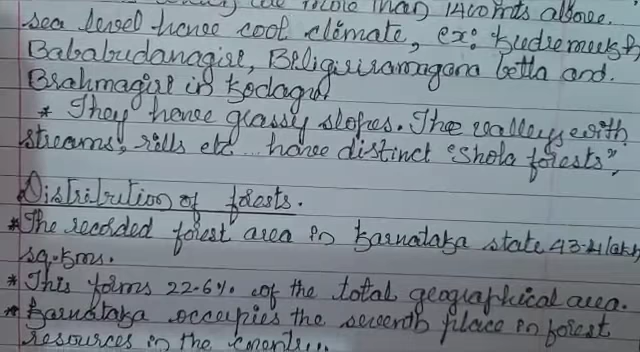 more than 1400 mts above
sea level hence cool climate, ex: Kudremukh,
Bababudanagiri, Biligirirangana betta and
Brahmagiri in Kodagu.
* They have grassy slopes. The valleys with
streams, rills etc. have distinct "Shola forests".
Distribution of forests.
* The recorded forest area in Karnataka state 43.4 lakh
sq.kms.
* This forms 22.6% of the total geographical area.
* Karnataka occupies the seventh place in forest
resources in the country.